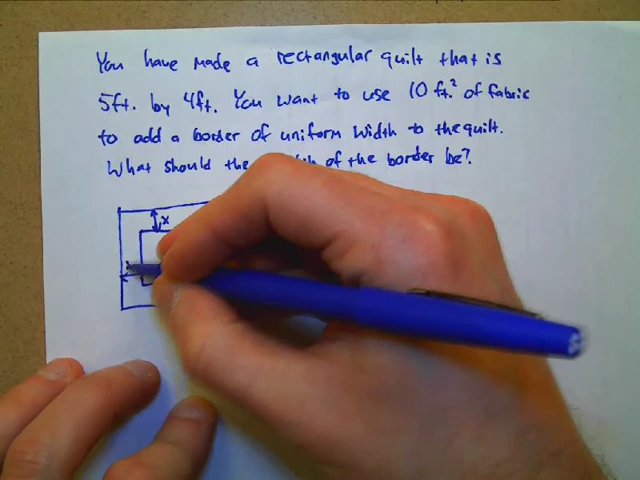 You have made a rectangular quilt that is
5ft. by 4ft. You want to use 10 ft.² of fabric
to add a border of uniform width to the quilt.
What should the of the border be?
x